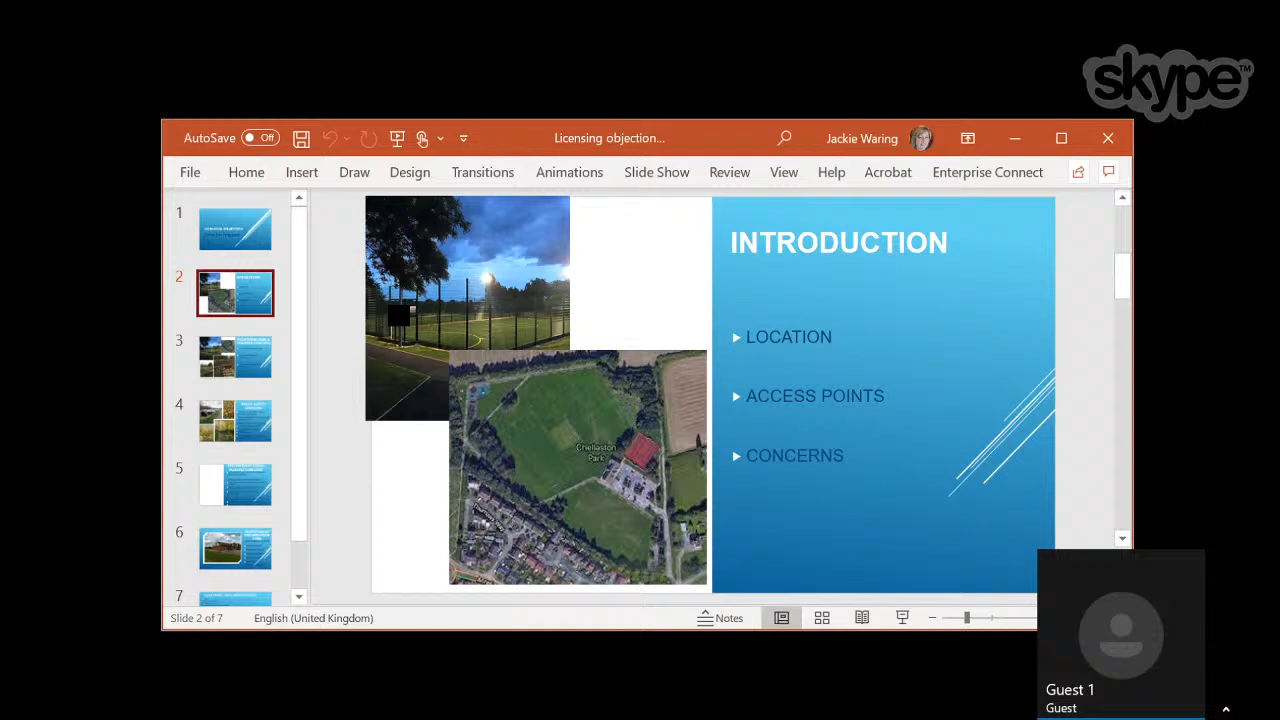 skype™
AutoSave Off
Licensing objection...
Jackie Waring
File Home Insert Draw Design Transitions Animations Slide Show Review View Help Acrobat Enterprise Connect
1
2
3
4
5
6
7
INTRODUCTION
LOCATION
ACCESS POINTS
CONCERNS
Chellaston
Park
Slide 2 of 7
English (United Kingdom)
Notes
Guest 1
Guest